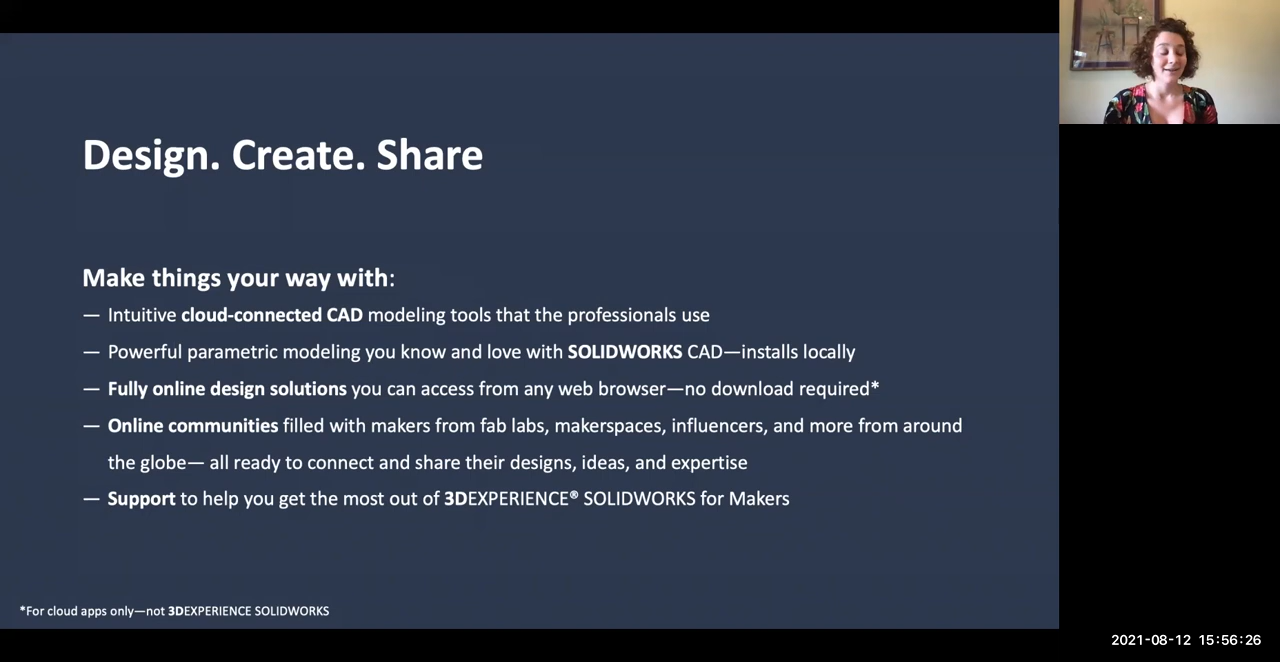 Design. Create. Share
Make things your way with:
— Intuitive cloud-connected CAD modeling tools that the professionals use
— Powerful parametric modeling you know and love with SOLIDWORKS CAD—installs locally
— Fully online design solutions you can access from any web browser—no download required*
— Online communities filled with makers from fab labs, makerspaces, influencers, and more from around
the globe— all ready to connect and share their designs, ideas, and expertise
— Support to help you get the most out of 3DEXPERIENCE® SOLIDWORKS for Makers
*For cloud apps only—not 3DEXPERIENCE SOLIDWORKS
2021-08-12 15:56:26